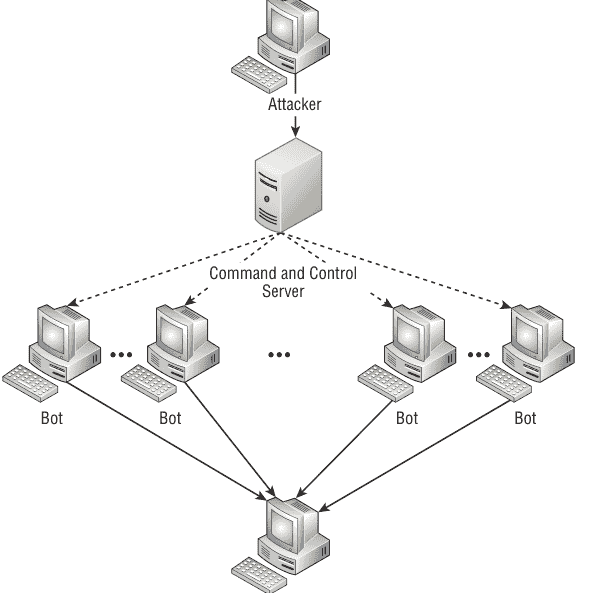 Attacker
Command and Control
Server
Bot
Bot
Bot
Bot